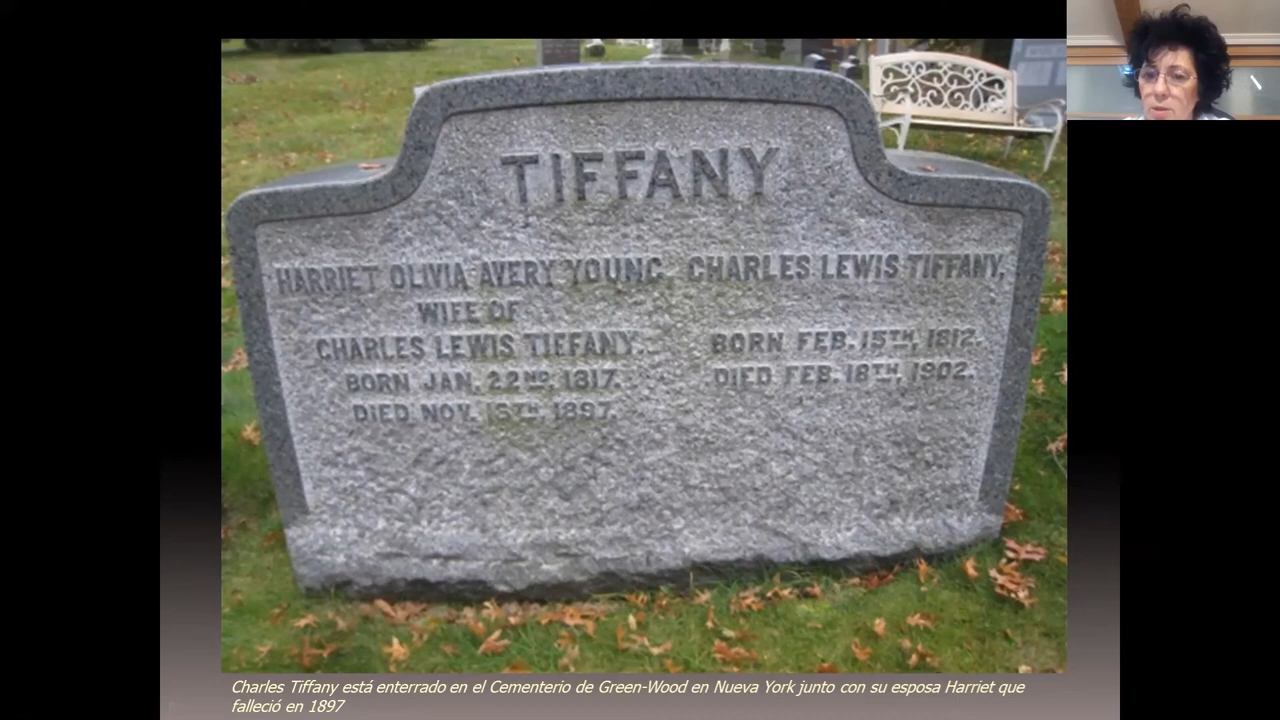 TIFFANY
HARRIET OLIVIA AVERY YOUNG.
WIFE OF
CHARLES LEWIS TIFFANY.
BORN JAN. 22ND, 1817.
DIED NOV. 16TH, 1897.
CHARLES LEWIS TIFFANY,
BORN FEB. 15TH, 1812.
DIED FEB. 18TH, 1902.
Charles Tiffany está enterrado en el Cementerio de Green-Wood en Nueva York junto con su esposa Harriet que
falleció en 1897